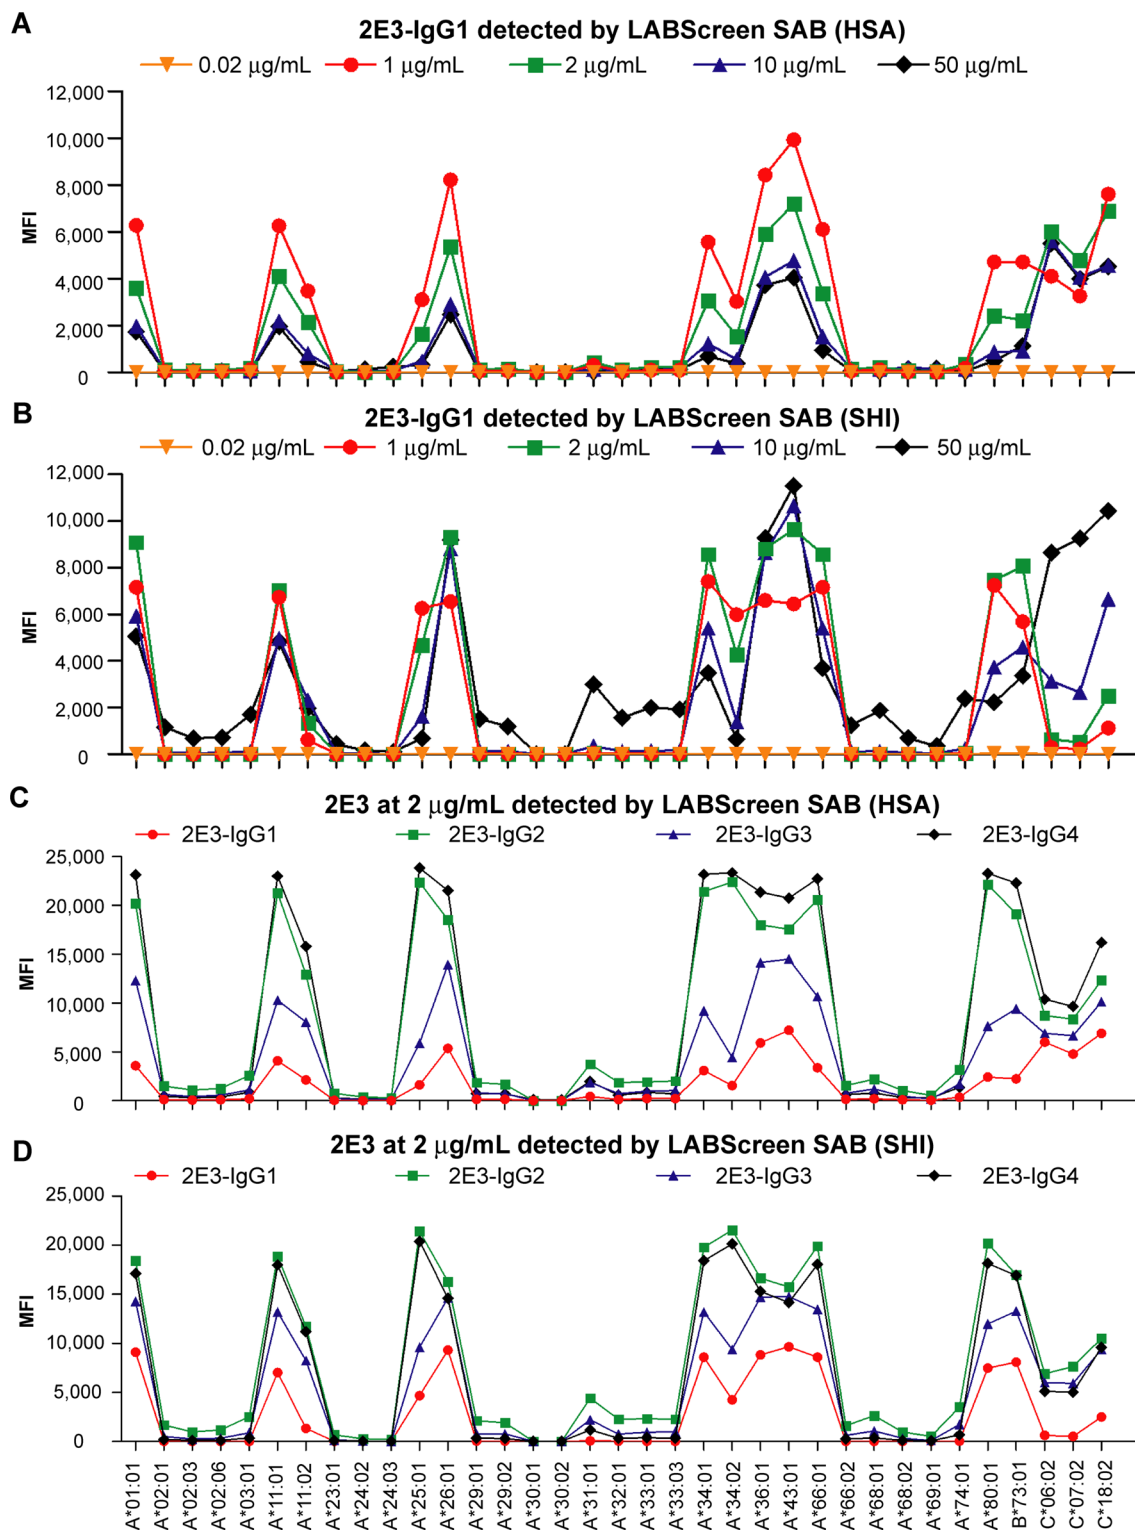 A
2E3-IgG1 detected by LABScreen SAB (HSA)
0.02 μg/mL 1 μg/mL 2 μg/mL 10 μg/mL 50 μg/mL
12,000
10,000
8,000
6,000
4,000
2,000
0
MFI
B
2E3-IgG1 detected by LABScreen SAB (SHI)
0.02 μg/mL 1 μg/mL 2 μg/mL 10 μg/mL 50 μg/mL
12,000
10,000
8,000
6,000
4,000
2,000
0
MFI
C
2E3 at 2 μg/mL detected by LABScreen SAB (HSA)
2E3-IgG1 2E3-IgG2 2E3-IgG3 2E3-IgG4
25,000
20,000
15,000
10,000
5,000
0
MFI
D
2E3 at 2 μg/mL detected by LABScreen SAB (SHI)
2E3-IgG1 2E3-IgG2 2E3-IgG3 2E3-IgG4
25,000
20,000
15,000
10,000
5,000
0
MFI
A*01:01
A*02:01
A*02:03
A*02:06
A*03:01
A*11:01
A*11:02
A*23:01
A*24:02
A*24:03
A*25:01
A*26:01
A*29:01
A*29:02
A*30:01
A*30:02
A*31:01
A*32:01
A*33:01
A*33:03
A*34:01
A*34:02
A*36:01
A*43:01
A*66:01
A*66:02
A*68:01
A*68:02
A*69:01
A*74:01
A*80:01
B*73:01
C*06:02
C*07:02
C*18:02